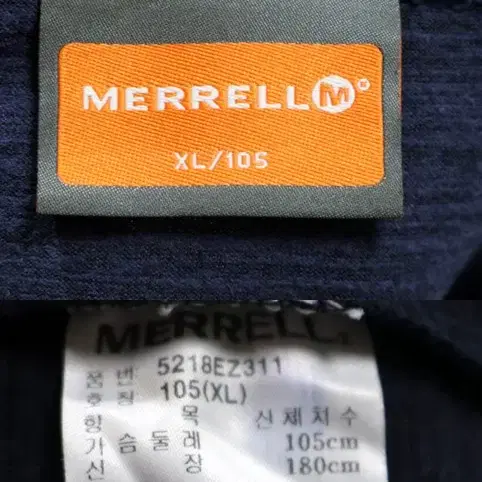 MERRELL M
XL/105
MERRELL
품 번 5218EZ311
호 칭 105(XL)
항 목 신체치수
가슴둘레 105cm
신 장 180cm